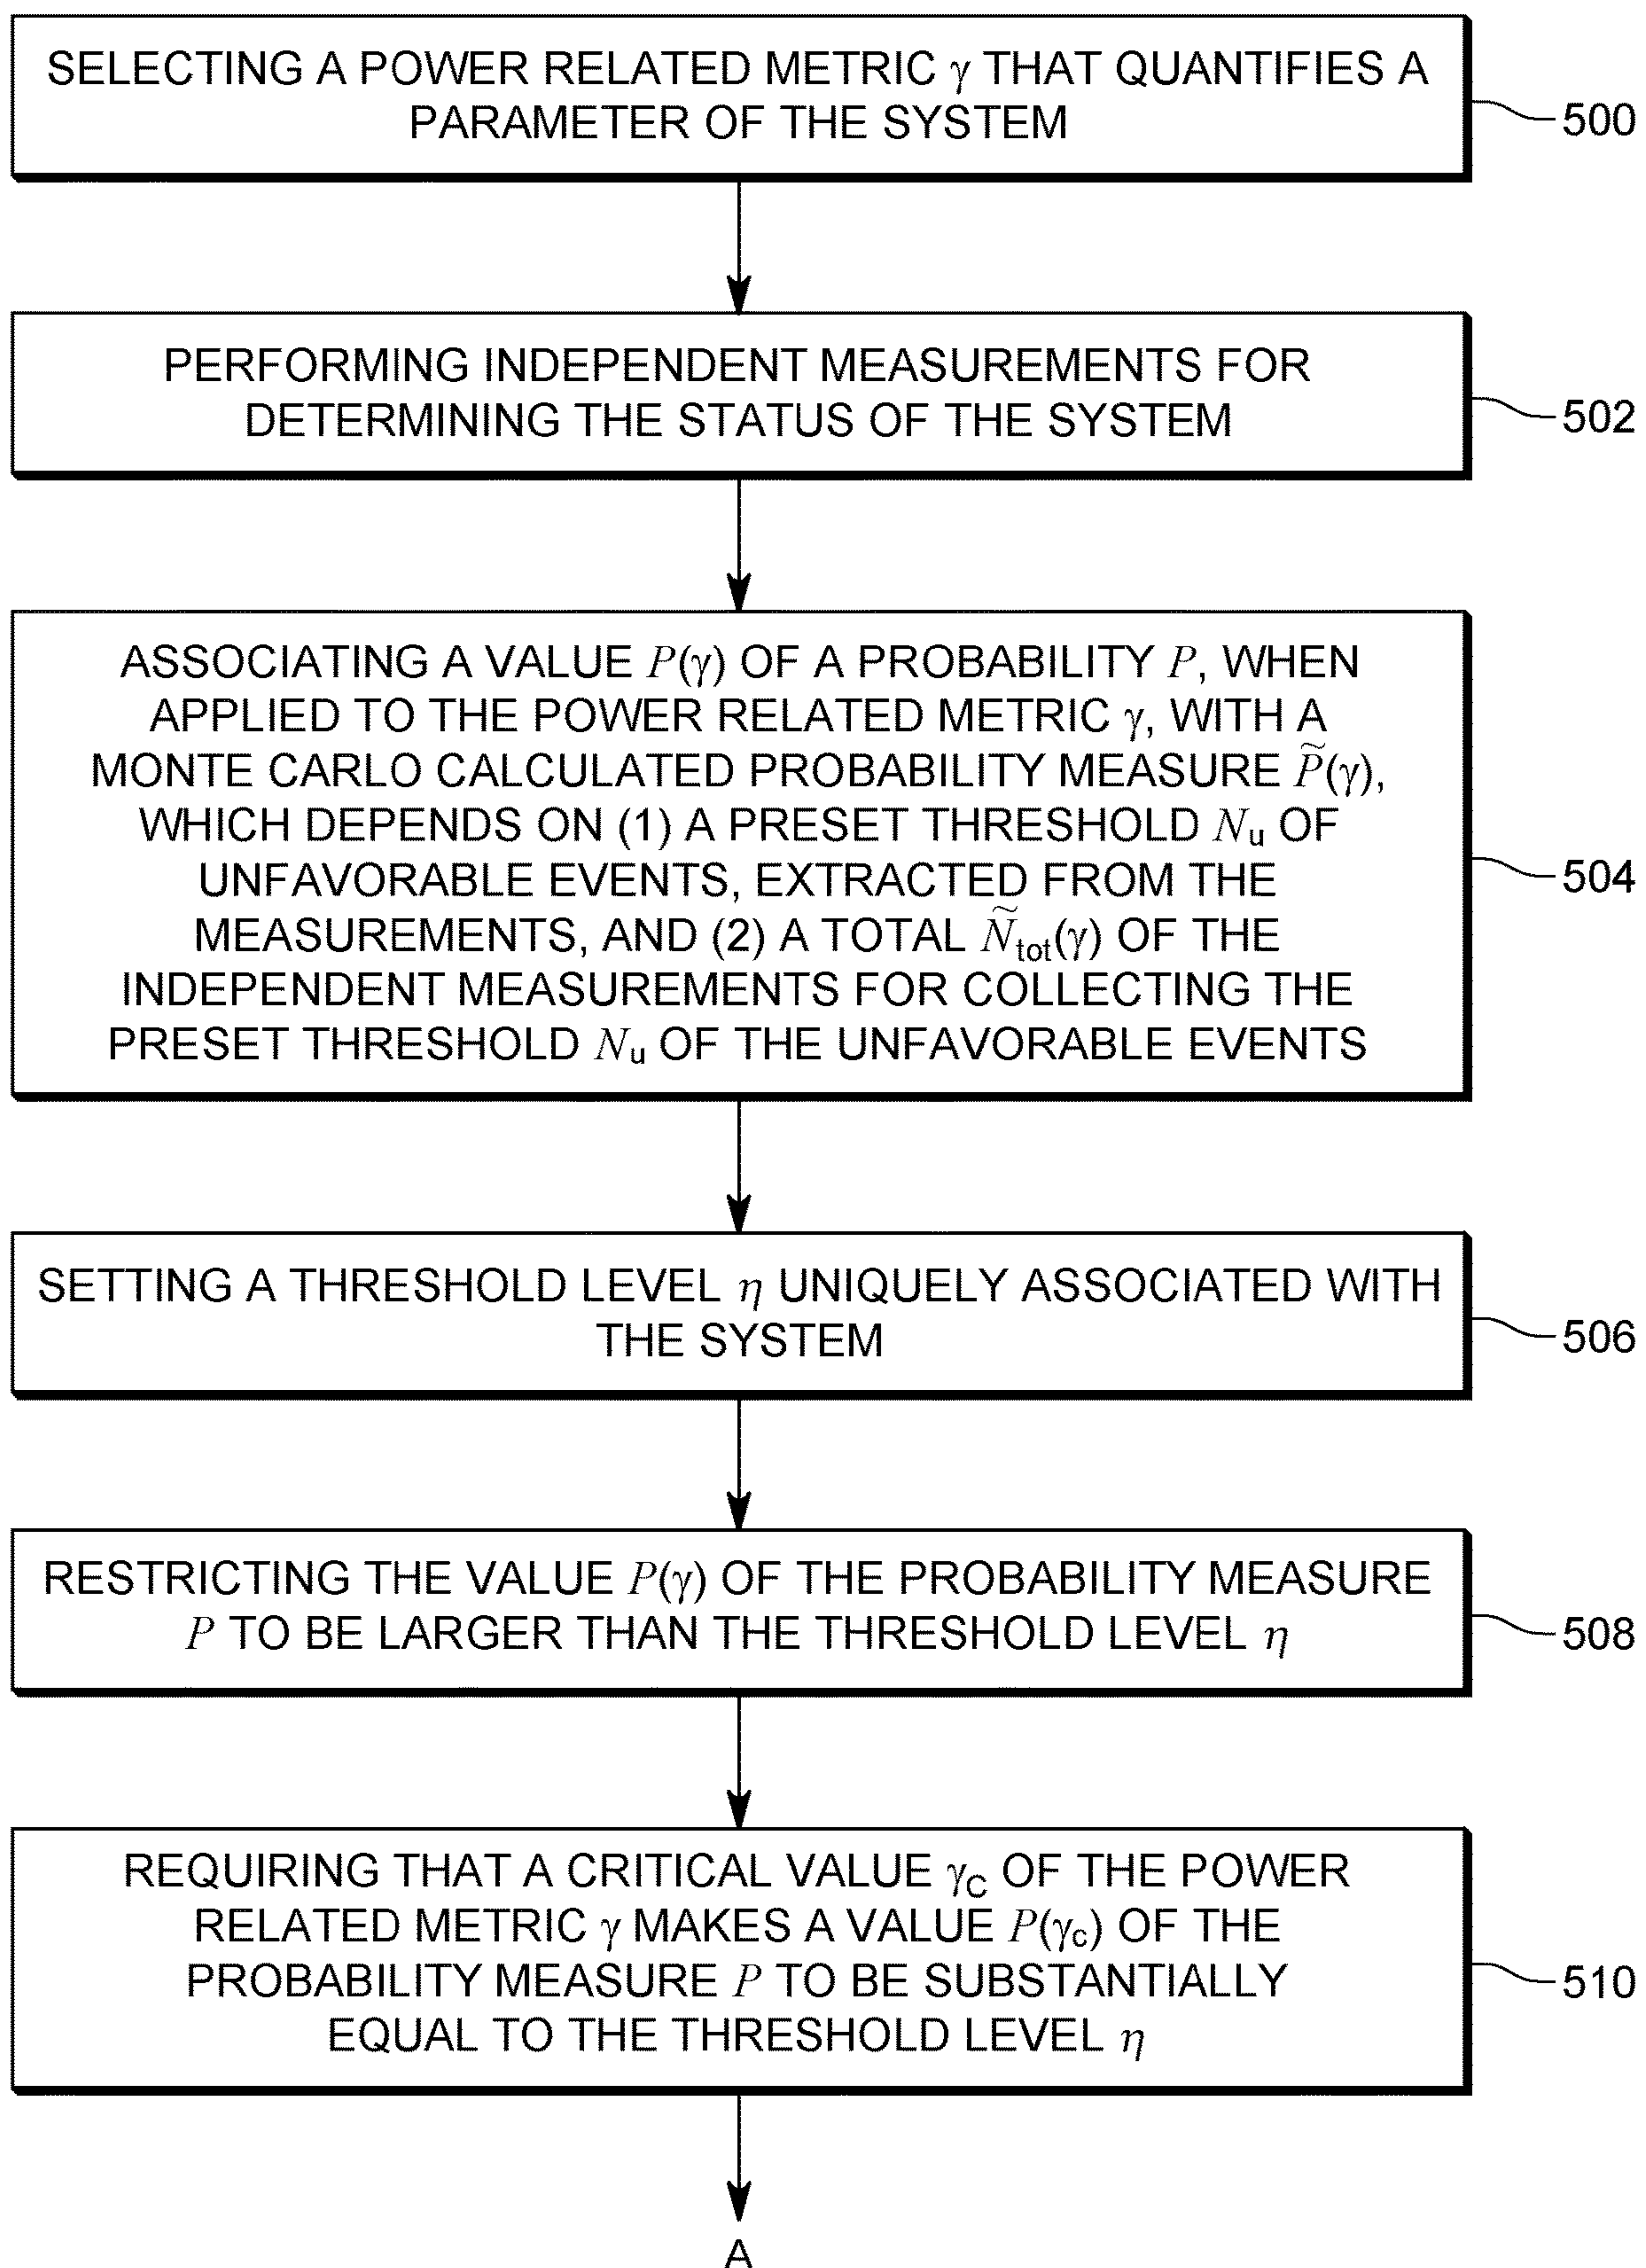 SELECTING A POWER RELATED METRIC γ THAT QUANTIFIES A
PARAMETER OF THE SYSTEM
500
PERFORMING INDEPENDENT MEASUREMENTS FOR
DETERMINING THE STATUS OF THE SYSTEM
502
ASSOCIATING A VALUE P(γ) OF A PROBABILITY P, WHEN
APPLIED TO THE POWER RELATED METRIC γ, WITH A
MONTE CARLO CALCULATED PROBABILITY MEASURE P̃(γ),
WHICH DEPENDS ON (1) A PRESET THRESHOLD Nu OF
UNFAVORABLE EVENTS, EXTRACTED FROM THE
MEASUREMENTS, AND (2) A TOTAL Ñtot(γ) OF THE
INDEPENDENT MEASUREMENTS FOR COLLECTING THE
PRESET THRESHOLD Nu OF THE UNFAVORABLE EVENTS
504
SETTING A THRESHOLD LEVEL η UNIQUELY ASSOCIATED WITH
THE SYSTEM
506
RESTRICTING THE VALUE P(γ) OF THE PROBABILITY MEASURE
P TO BE LARGER THAN THE THRESHOLD LEVEL η
508
REQUIRING THAT A CRITICAL VALUE γC OF THE POWER
RELATED METRIC γ MAKES A VALUE P(γc) OF THE
PROBABILITY MEASURE P TO BE SUBSTANTIALLY
EQUAL TO THE THRESHOLD LEVEL η
510
A